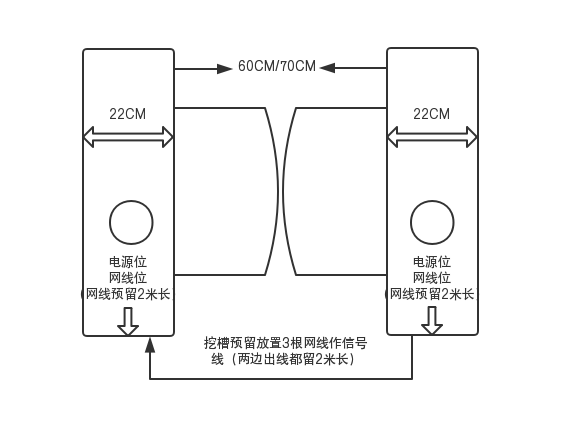 60CM/70CM
22CM
22CM
电源位
网线位
(网线预留2米长)
电源位
网线位
(网线预留2米长)
挖槽预留放置3根网线作信号
线（两边出线都留2米长）